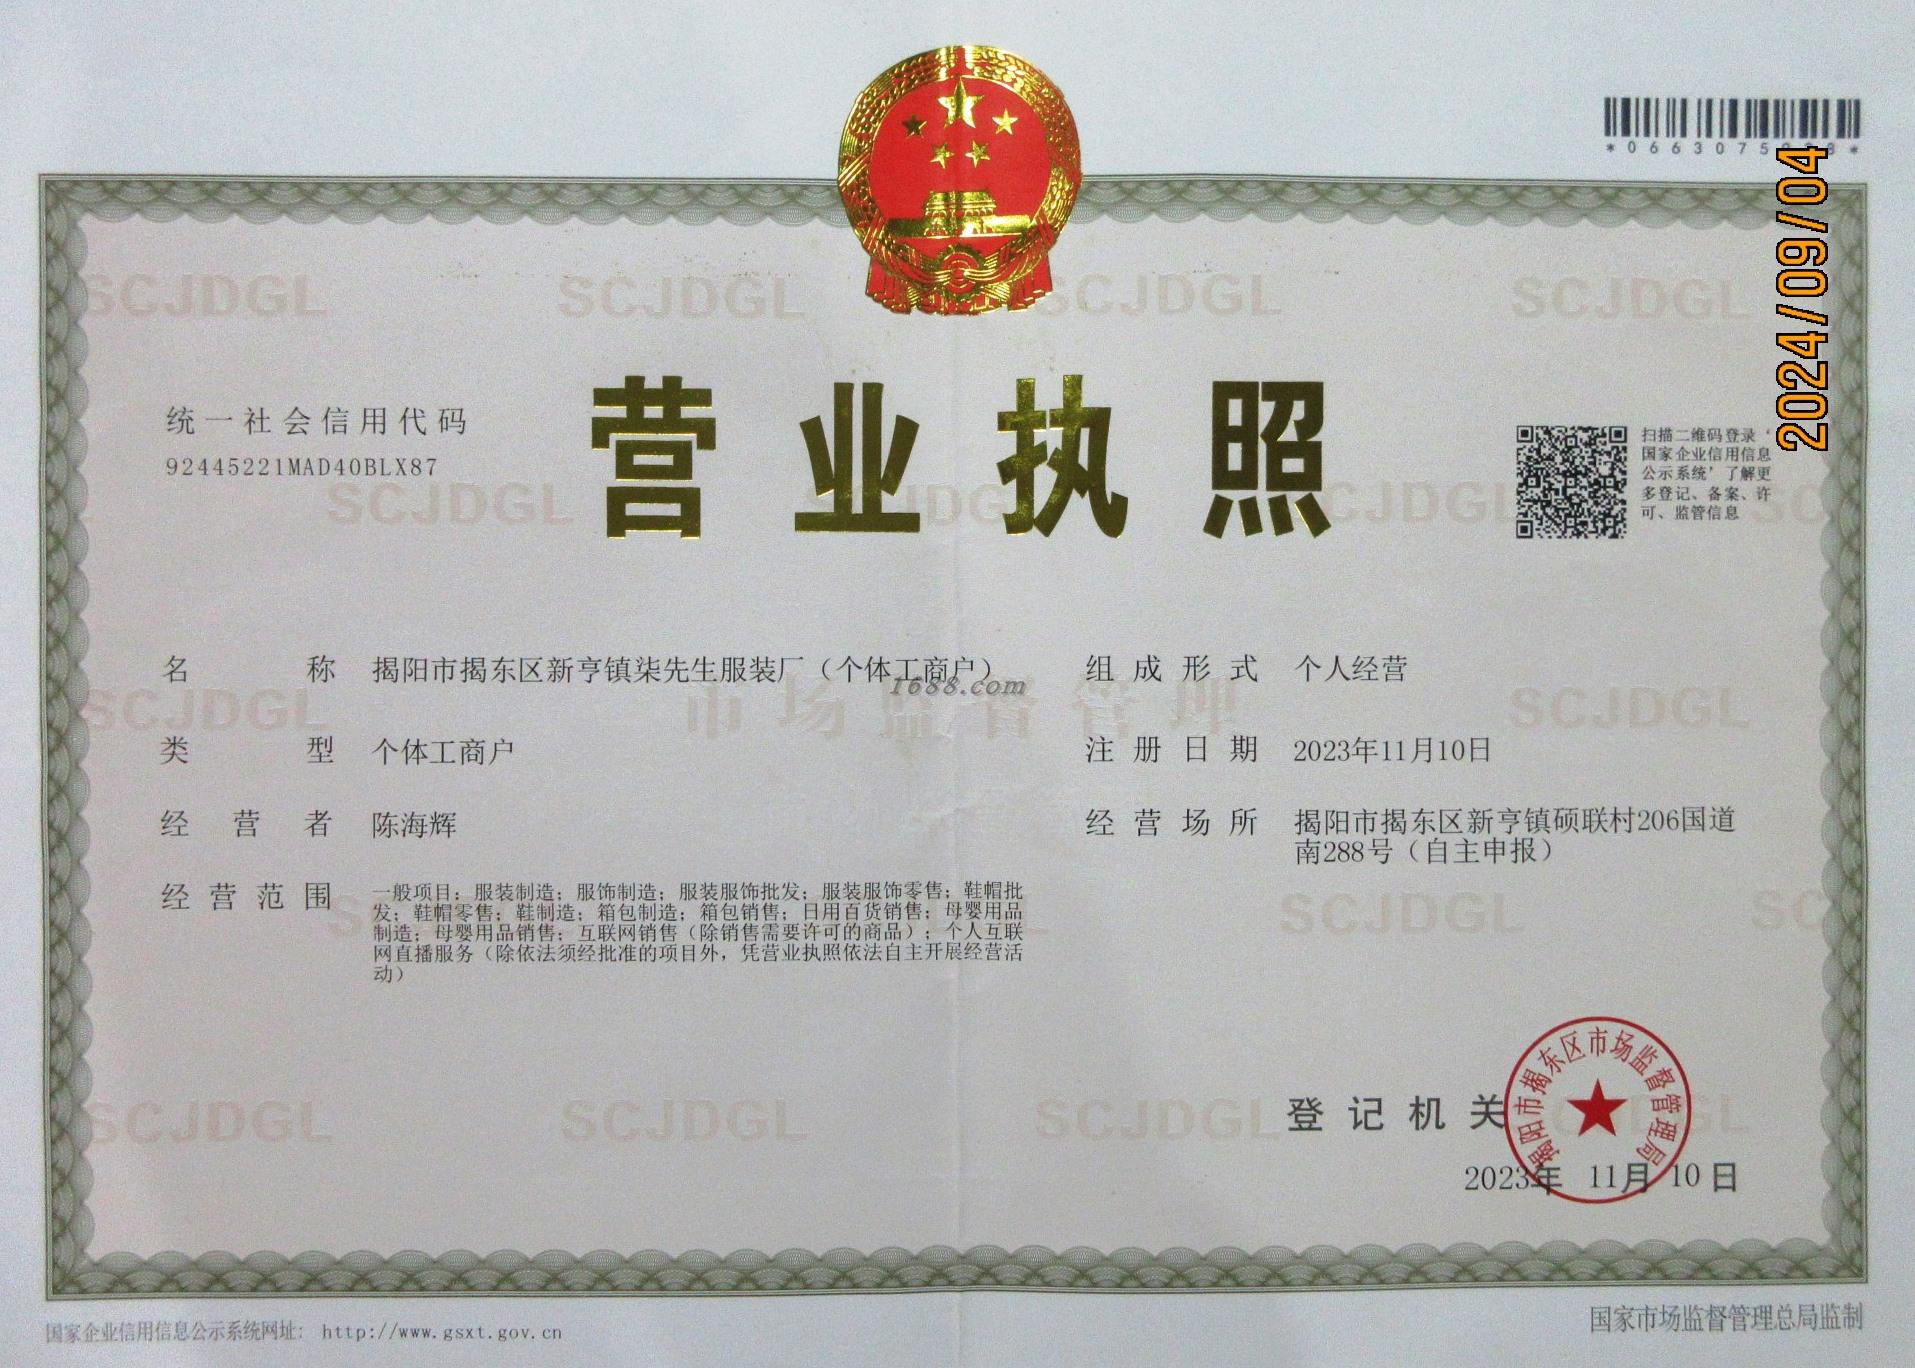 2024/09/04
统一社会信用代码
92445221MAD40BLX87
营业执照
扫描二维码登录‘
国家企业信用信息
公示系统’了解更
多登记、备案、许
可、监管信息
名称 揭阳市揭东区新亨镇柒先生服装厂（个体工商户）
组成形式 个人经营
1688.com
市场监督管理
类型 个体工商户
注册日期 2023年11月10日
经营者 陈海辉
经营场所 揭阳市揭东区新亨镇硕联村206国道
南288号（自主申报）
经营范围 一般项目：服装制造；服饰制造；服装服饰批发；服装服饰零售；鞋帽批
发；鞋帽零售；鞋制造；箱包制造；箱包销售；日用百货销售；母婴用品
制造；母婴用品销售；互联网销售（除销售需要许可的商品）；个人互联
网直播服务（除依法须经批准的项目外，凭营业执照依法自主开展经营活
动）
SCJDGL
登记机关
揭阳市揭东区市场监督管理局
2023年 11月 10日
国家企业信用信息公示系统网址： http://www.gsxt.gov.cn
国家市场监督管理总局监制